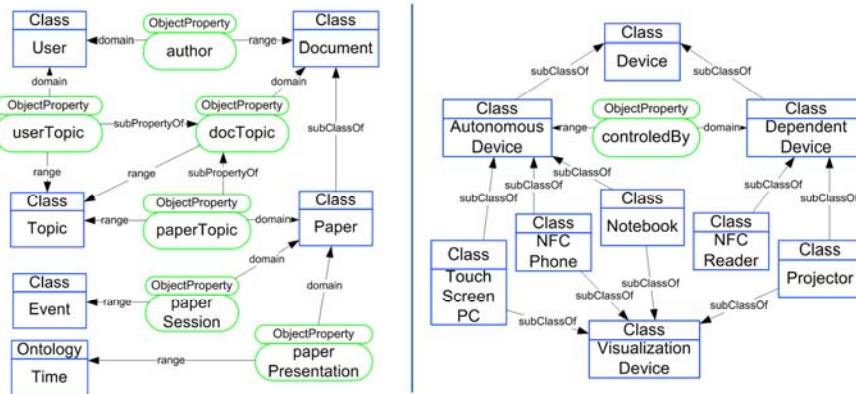 Class
User
ObjectProperty
author
Class
Document
domain
range
domain
domain
ObjectProperty
userTopic
subPropertyOf
ObjectProperty
docTopic
subClassOf
range
range
subPropertyOf
Class
Topic
range
ObjectProperty
paperTopic
domain
Class
Paper
domain
Class
Event
range
ObjectProperty
paper
Session
domain
Ontology
Time
range
ObjectProperty
paper
Presentation
Class
Device
subClassOf
subClassOf
Class
Autonomous
Device
range
ObjectProperty
controledBy
domain
Class
Dependent
Device
subClassOf
subClassOf
subClassOf
subClassOf
subClassOf
Class
Touch
Screen
PC
Class
NFC
Phone
Class
Notebook
Class
NFC
Reader
Class
Projector
subClassOf
subClassOf
subClassOf
subClassOf
Class
Visualization
Device